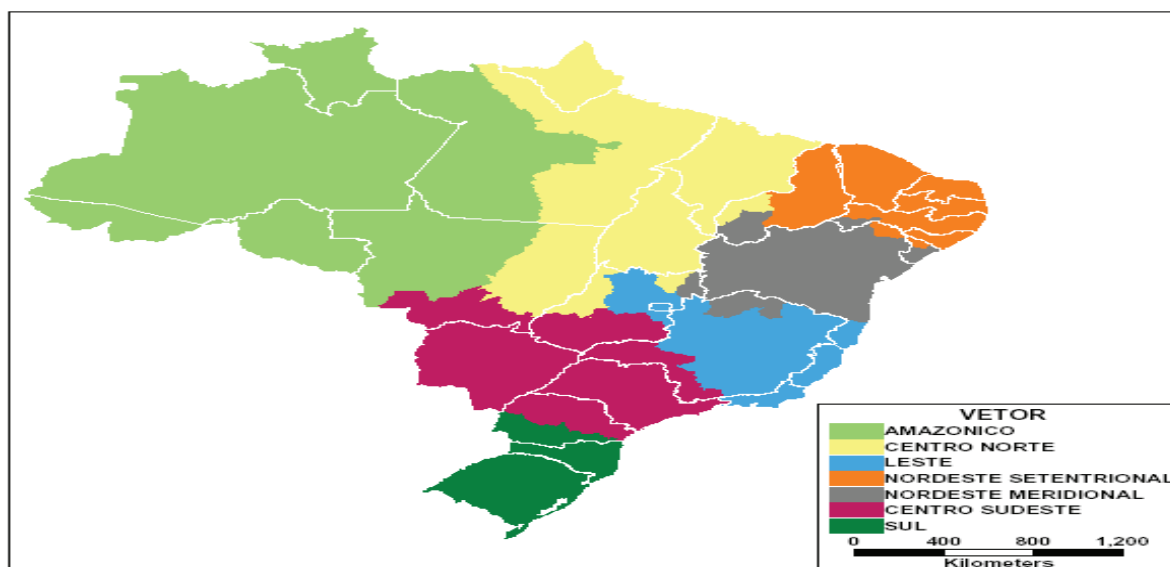 VETOR
AMAZONICO
CENTRO NORTE
LESTE
NORDESTE SETENTRIONAL
NORDESTE MERIDIONAL
CENTRO SUDESTE
SUL
0 400 800 1,200
Kilometers